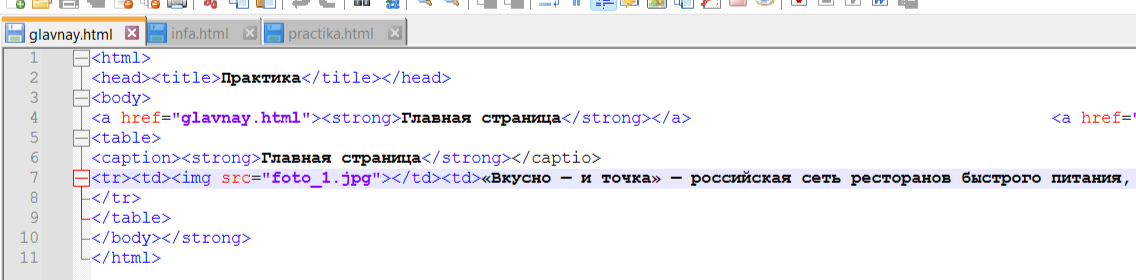 glavnay.html infa.html practika.html
1 <html>
2 <head><title>Практика</title></head>
3 <body>
4 <a href="glavnay.html"><strong>Главная страница</strong></a> <a href="
5 <table>
6 <caption><strong>Главная страница</strong></captio>
7 <tr><td><img src="foto_1.jpg"></td><td>«Вкусно — и точка» — российская сеть ресторанов быстрого питания,
8 </tr>
9 </table>
10 </body></strong>
11 </html>